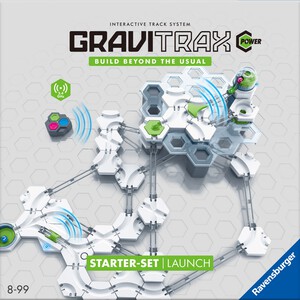 INTERACTIVE TRACK SYSTEM
GRAVITRAX POWER
BUILD BEYOND THE USUAL
STARTER-SET | LAUNCH
8-99
Ravensburger